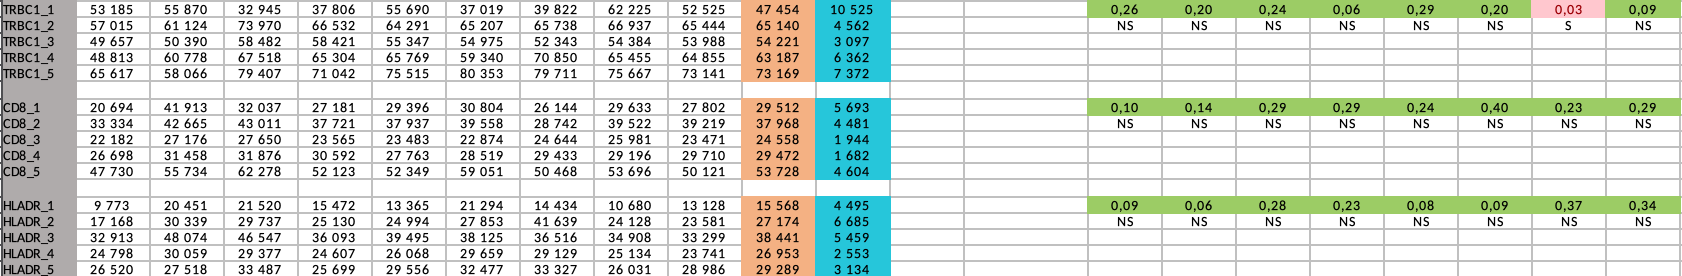 TRBC1_1 53 185 55 870 32 945 37 806 55 690 37 019 39 822 62 225 52 525 47 454 10 525 0,26 0,20 0,24 0,06 0,29 0,20 0,03 0,09
TRBC1_2 57 015 61 124 73 970 66 532 64 291 65 207 65 738 66 937 65 444 65 140 4 562 NS NS NS NS NS NS S NS
TRBC1_3 49 657 50 390 58 482 58 421 55 347 54 975 52 343 54 384 53 988 54 221 3 097
TRBC1_4 48 813 60 778 67 518 65 304 65 769 59 340 70 850 65 455 64 855 63 187 6 362
TRBC1_5 65 617 58 066 79 407 71 042 75 515 80 353 79 711 75 667 73 141 73 169 7 372
CD8_1 20 694 41 913 32 037 27 181 29 396 30 804 26 144 29 633 27 802 29 512 5 693 0,10 0,14 0,29 0,29 0,24 0,40 0,23 0,29
CD8_2 33 334 42 665 43 011 37 721 37 937 39 558 28 742 39 522 39 219 37 968 4 481 NS NS NS NS NS NS NS NS
CD8_3 22 182 27 176 27 650 23 565 23 483 22 874 24 644 25 981 23 471 24 558 1 944
CD8_4 26 698 31 458 31 876 30 592 27 763 28 519 29 433 29 196 29 710 29 472 1 682
CD8_5 47 730 55 734 62 278 52 123 52 349 59 051 50 468 53 696 50 121 53 728 4 604
HLADR_1 9 773 20 451 21 520 15 472 13 365 21 294 14 434 10 680 13 128 15 568 4 495 0,09 0,06 0,28 0,23 0,08 0,09 0,37 0,34
HLADR_2 17 168 30 339 29 737 25 130 24 994 27 853 41 639 24 128 23 581 27 174 6 685 NS NS NS NS NS NS NS NS
HLADR_3 32 913 48 074 46 547 36 093 39 495 38 125 36 516 34 908 33 299 38 441 5 459
HLADR_4 24 798 30 059 29 377 24 607 26 068 29 659 29 129 25 134 23 741 26 953 2 553
HLADR_5 26 520 27 518 33 487 25 699 29 556 32 477 33 327 26 031 28 986 29 289 3 134